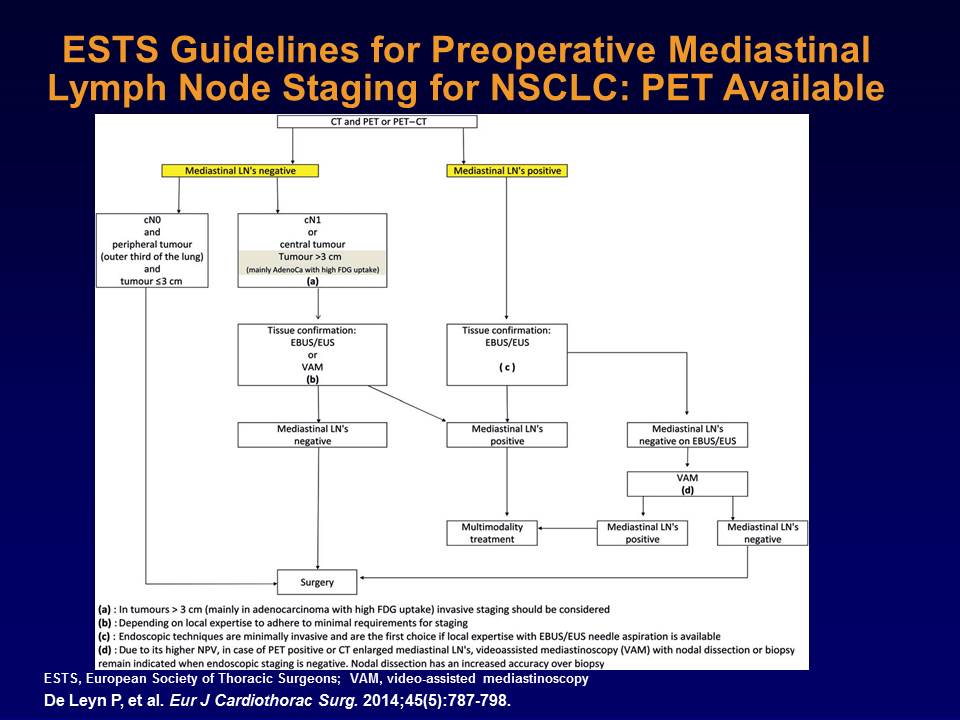 ESTS Guidelines for Preoperative Mediastinal
Lymph Node Staging for NSCLC: PET Available
CT and PET or PET–CT
Mediastinal LN's negative
Mediastinal LN's positive
cN0
and
peripheral tumour
(outer third of the lung)
and
tumour ≤3 cm
cN1
or
central tumour
Tumour >3 cm
(mainly AdenoCa with high FDG uptake)
(a)
Tissue confirmation:
EBUS/EUS
or
VAM
(b)
Tissue confirmation:
EBUS/EUS
( c )
Mediastinal LN's
negative
Mediastinal LN's
positive
Mediastinal LN's
negative on EBUS/EUS
VAM
(d)
Multimodality
treatment
Mediastinal LN's
positive
Mediastinal LN's
negative
Surgery
(a) : In tumours > 3 cm (mainly in adenocarcinoma with high FDG uptake) invasive staging should be considered
(b) : Depending on local expertise to adhere to minimal requirements for staging
(c) : Endoscopic techniques are minimally invasive and are the first choice if local expertise with EBUS/EUS needle aspiration is available
(d) : Due to its higher NPV, in case of PET positive or CT enlarged mediastinal LN's, videoassisted mediastinoscopy (VAM) with nodal dissection or biopsy
remain indicated when endoscopic staging is negative. Nodal dissection has an increased accuracy over biopsy
ESTS, European Society of Thoracic Surgeons; VAM, video-assisted mediastinoscopy
De Leyn P, et al. Eur J Cardiothorac Surg. 2014;45(5):787-798.